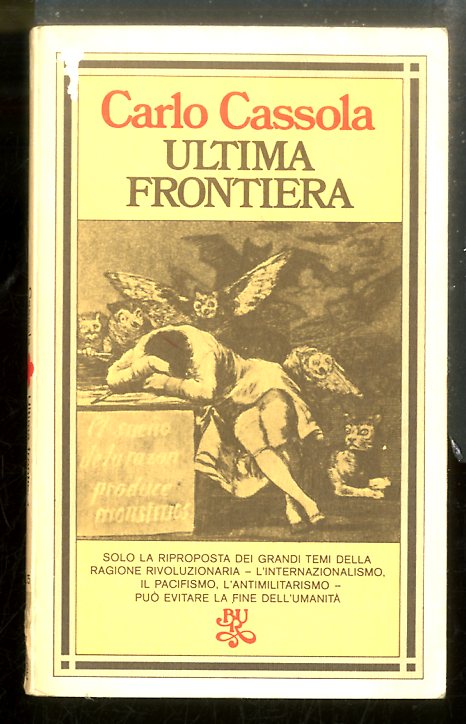 Carlo Cassola
ULTIMA
FRONTIERA
El sueño
de la razon
produce
monstruos
SOLO LA RIPROPOSTA DEI GRANDI TEMI DELLA
RAGIONE RIVOLUZIONARIA – L'INTERNAZIONALISMO,
IL PACIFISMO, L'ANTIMILITARISMO –
PUÒ EVITARE LA FINE DELL'UMANITÀ
BUR